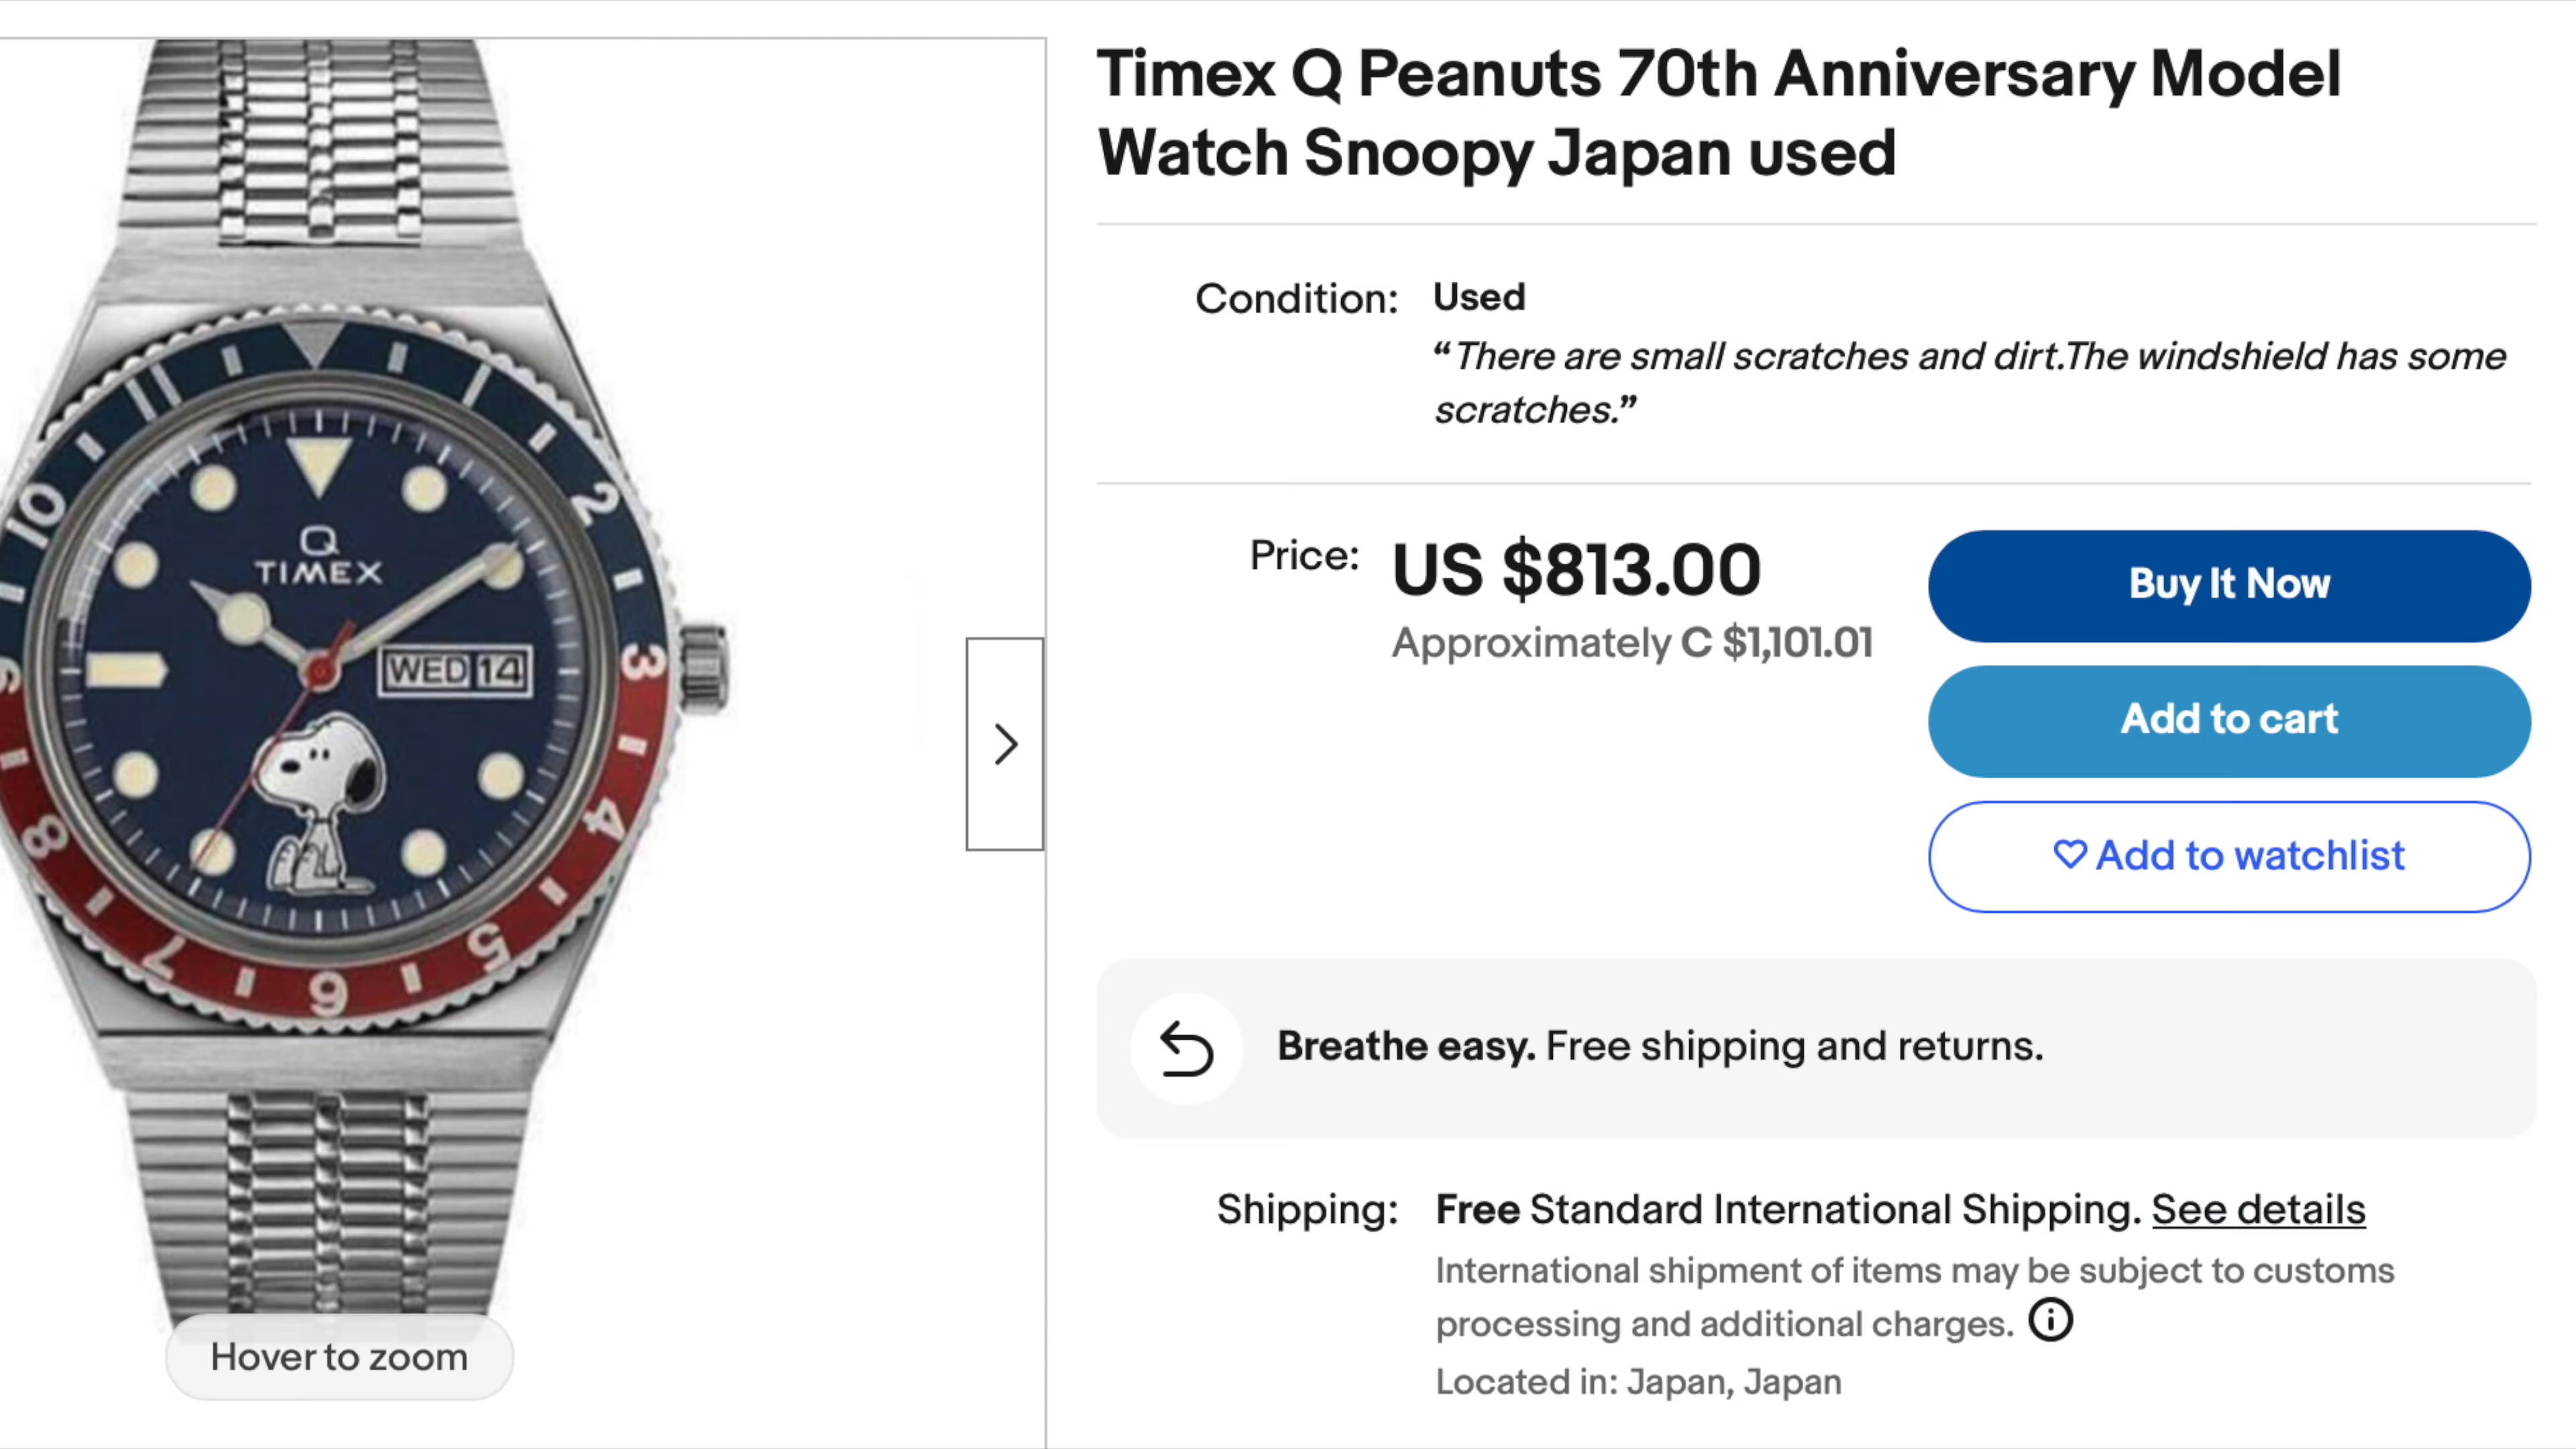 Timex Q Peanuts 70th Anniversary Model
Watch Snoopy Japan used
Condition: Used
“There are small scratches and dirt.The windshield has some
scratches.”
Price: US $813.00
Approximately C $1,101.01
Buy It Now
Add to cart
Add to watchlist
Breathe easy. Free shipping and returns.
Shipping: Free Standard International Shipping. See details
International shipment of items may be subject to customs
processing and additional charges.
Located in: Japan, Japan
Q
TIMEX
WED 14
2
3
4
5
6
7
8
9
10
Hover to zoom